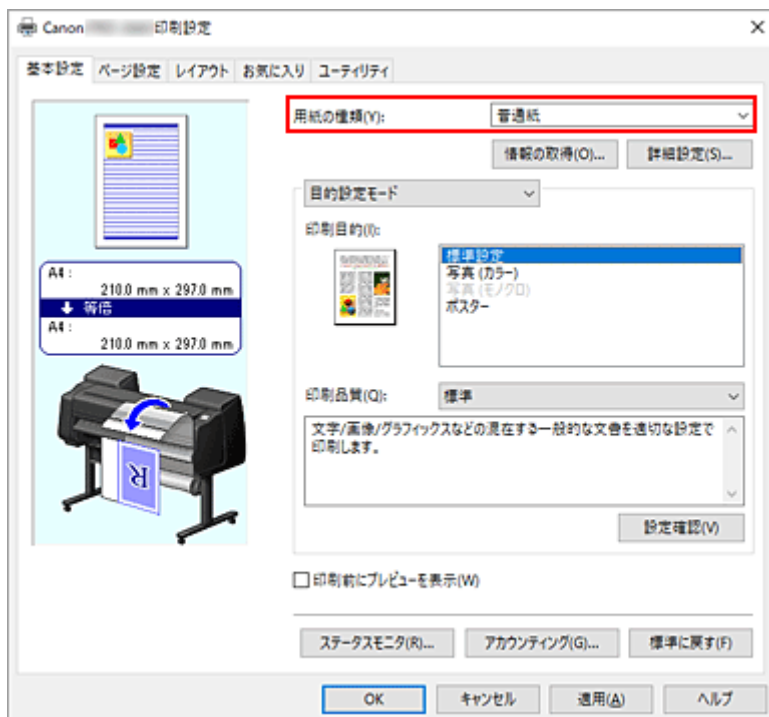 Canon 印刷設定
基本設定 ページ設定 レイアウト お気に入り ユーティリティ
用紙の種類(Y): 普通紙
情報の取得(O)... 詳細設定(S)...
目的設定モード
印刷目的(I):
標準設定
写真 (カラー)
写真 (モノクロ)
ポスター
A4 :
210.0 mm x 297.0 mm
等倍
A4 :
210.0 mm x 297.0 mm
R
印刷品質(Q): 標準
文字/画像/グラフィックスなどの混在する一般的な文書を適切な設定で
印刷します。
設定確認(V)
印刷前にプレビューを表示(W)
ステータスモニタ(R)... アカウンティング(G)... 標準に戻す(F)
OK キャンセル 適用(A) ヘルプ